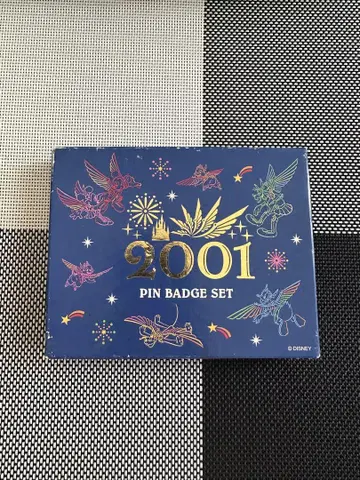 2001
PIN BADGE SET
© DISNEY